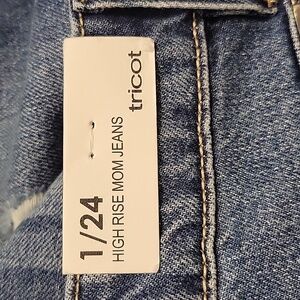 1/24
HIGH RISE MOM JEANS
tricot